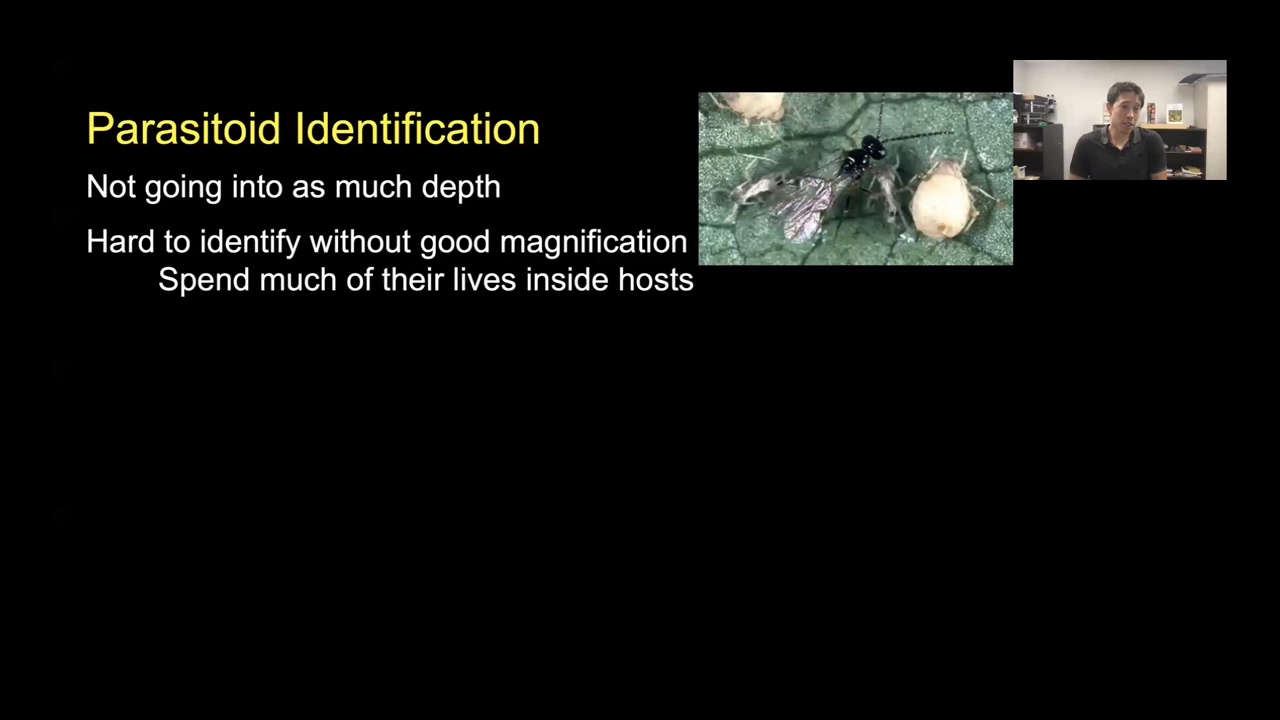 Parasitoid Identification
Not going into as much depth
Hard to identify without good magnification
Spend much of their lives inside hosts